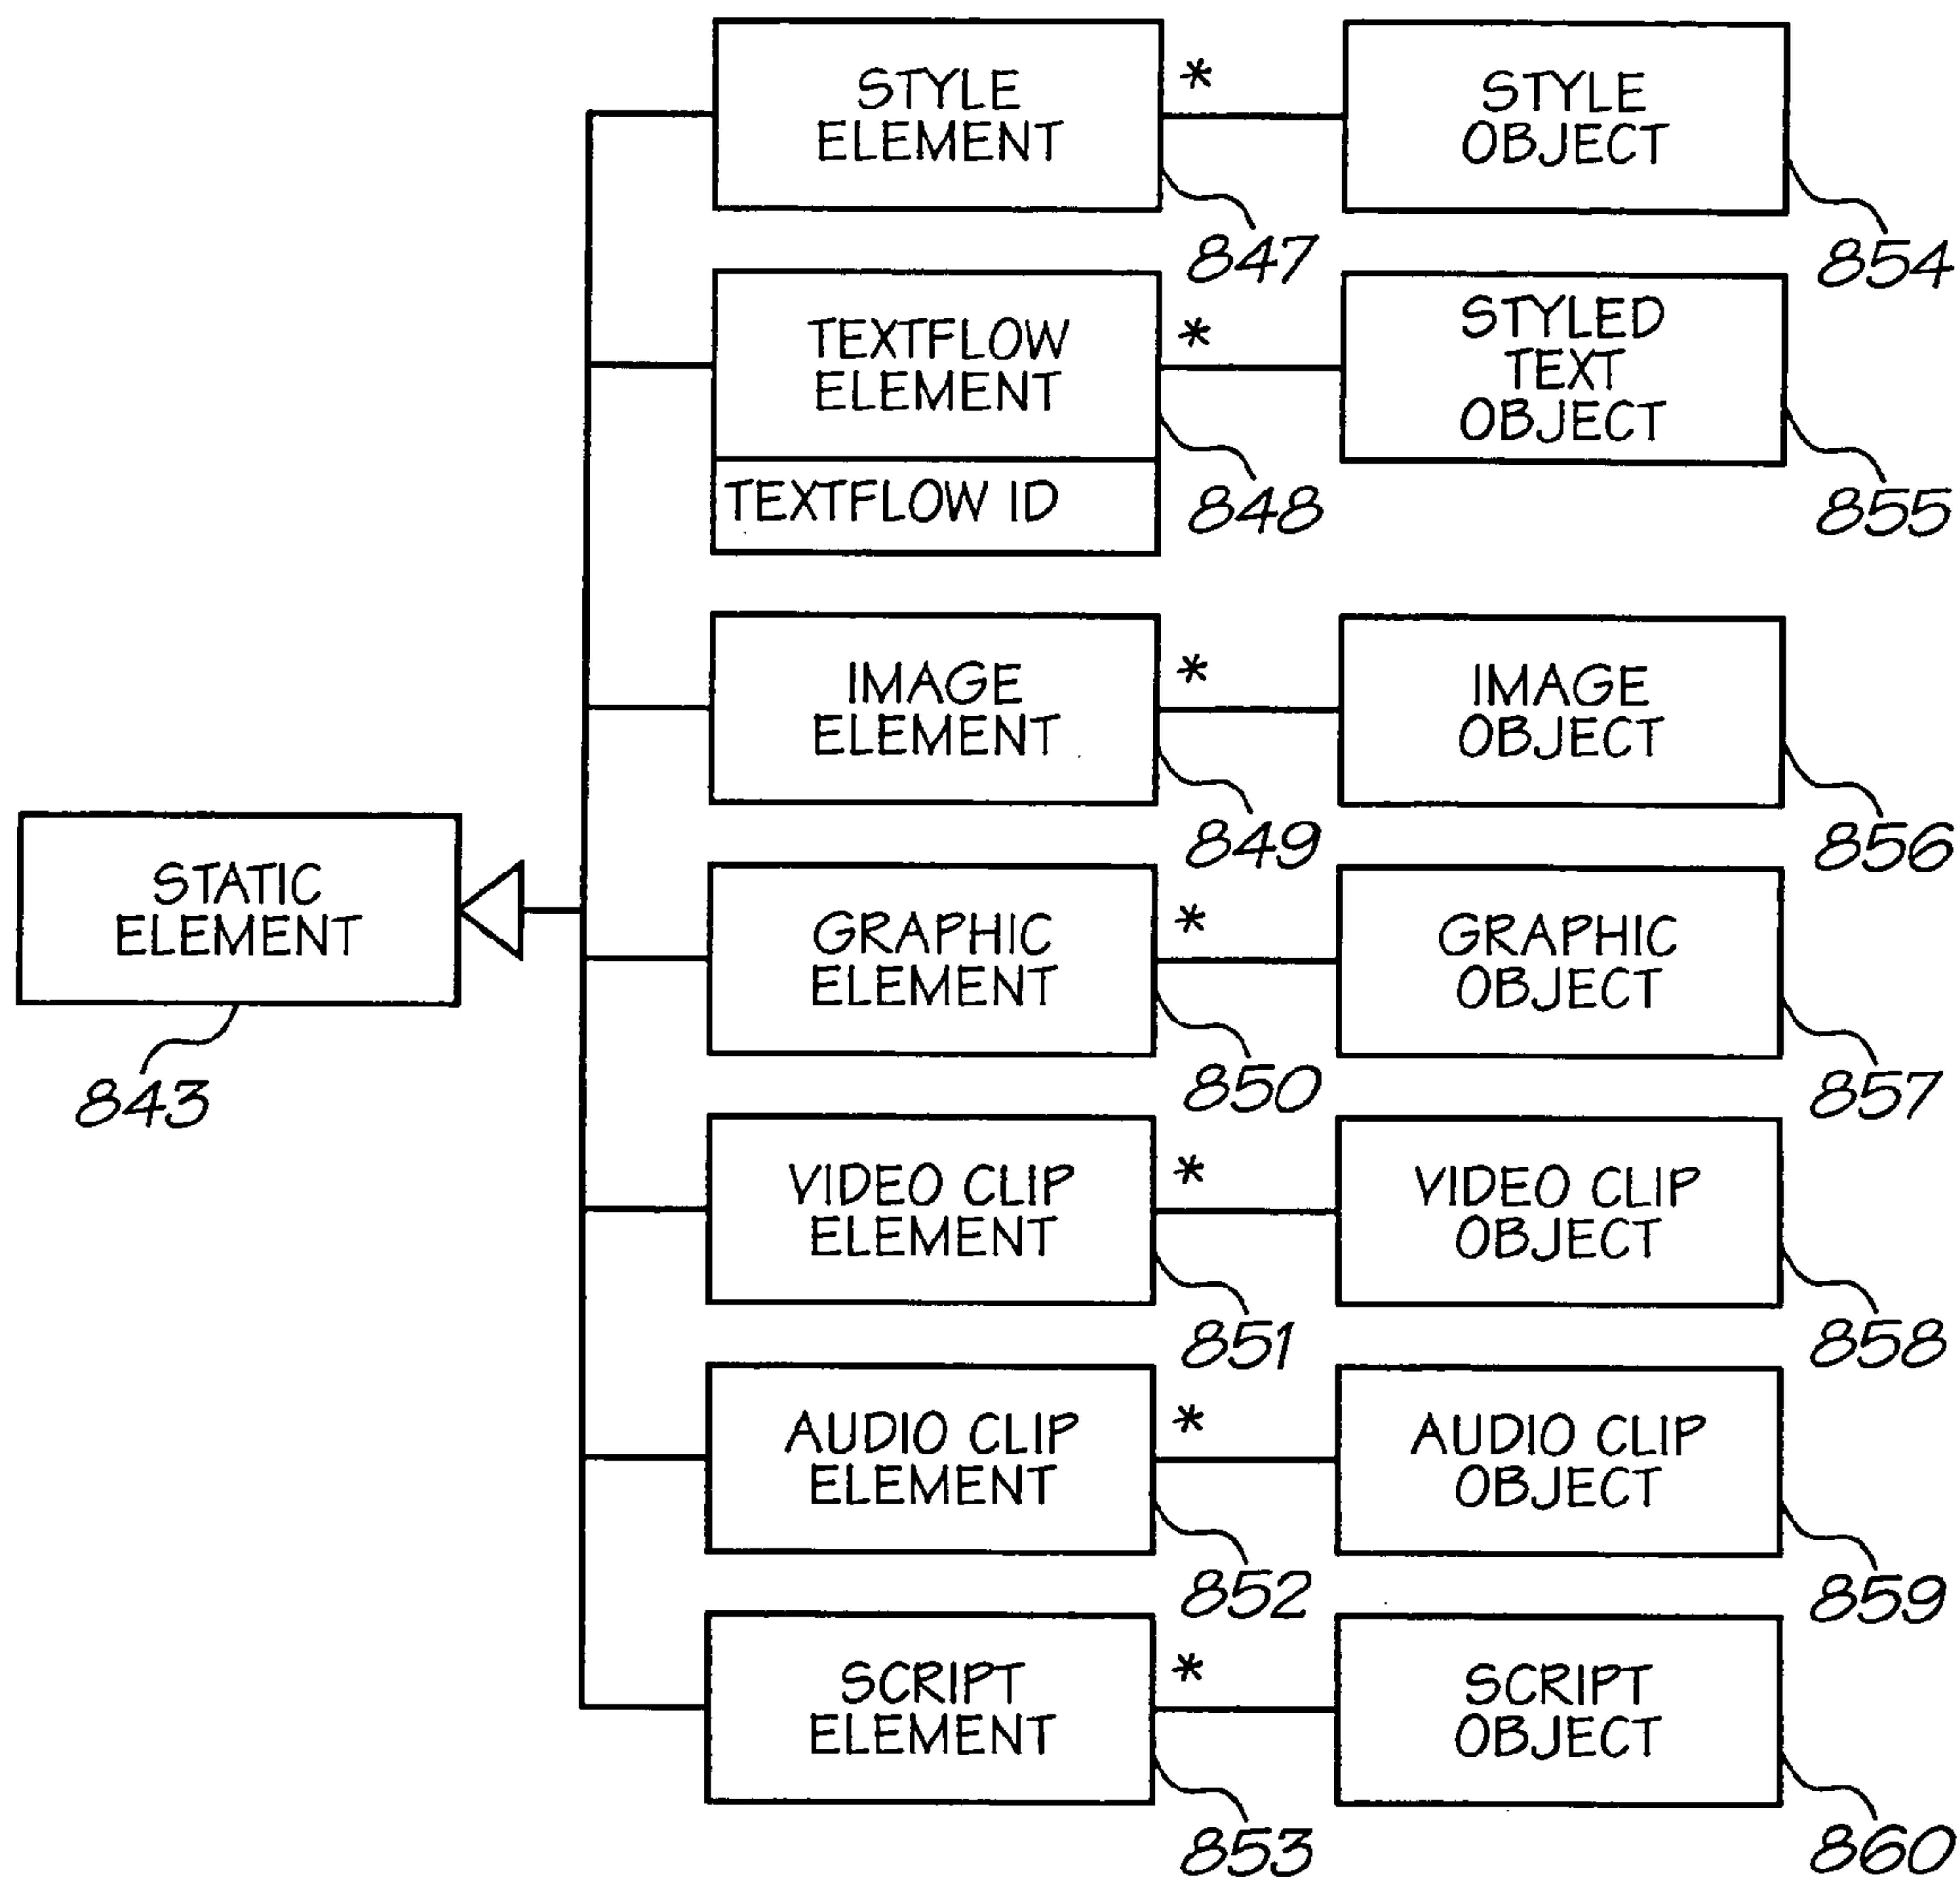 STYLE
ELEMENT
*
STYLE
OBJECT
847
854
TEXTFLOW
ELEMENT
TEXTFLOW ID
*
STYLED
TEXT
OBJECT
848
855
IMAGE
ELEMENT
*
IMAGE
OBJECT
849
856
STATIC
ELEMENT
843
GRAPHIC
ELEMENT
*
GRAPHIC
OBJECT
850
857
VIDEO CLIP
ELEMENT
*
VIDEO CLIP
OBJECT
851
858
AUDIO CLIP
ELEMENT
*
AUDIO CLIP
OBJECT
852
859
SCRIPT
ELEMENT
*
SCRIPT
OBJECT
853
860